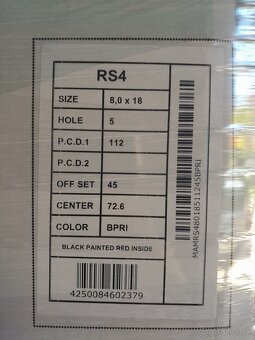 RS4
SIZE 8,0 x 18
HOLE 5
P.C.D.1 112
P.C.D.2
OFF SET 45
CENTER 72.6
COLOR BPRI
BLACK PAINTED RED INSIDE
4250084602379
MAMRS48018511245BPRI